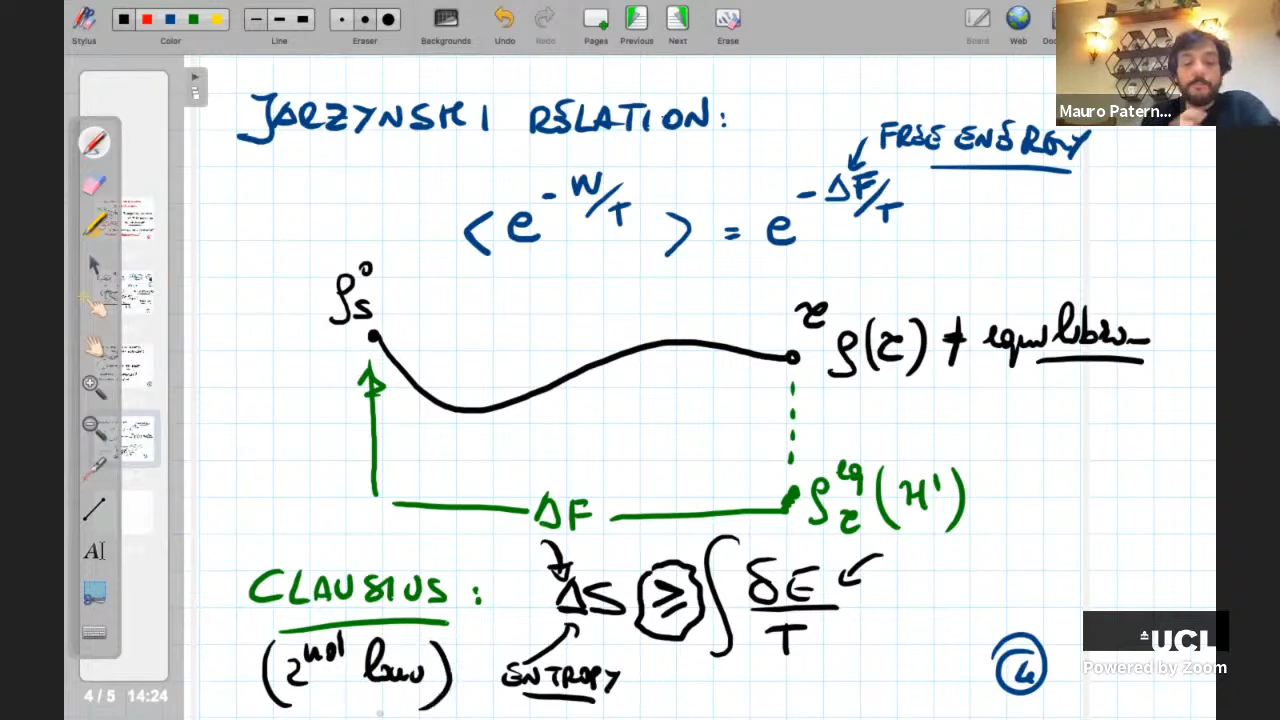 Stylus Color Line Eraser Backgrounds Undo Redo Pages Previous Next Erase Board Web
Mauro Patern...
JARZYNSKI RELATION:
FREE ENERGY
< e^{-W/T} > = e^{-ΔF/T}
ρ_S^0
τ
ρ(τ) ≠ equilibrium
ΔF
ρ_τ^{eq}(H')
CLAUSIUS: ΔS ≥ ∫ δE/T
(2nd law)
ENTROPY
4
AI
4 / 5 14:24
UCL
Powered by Zoom